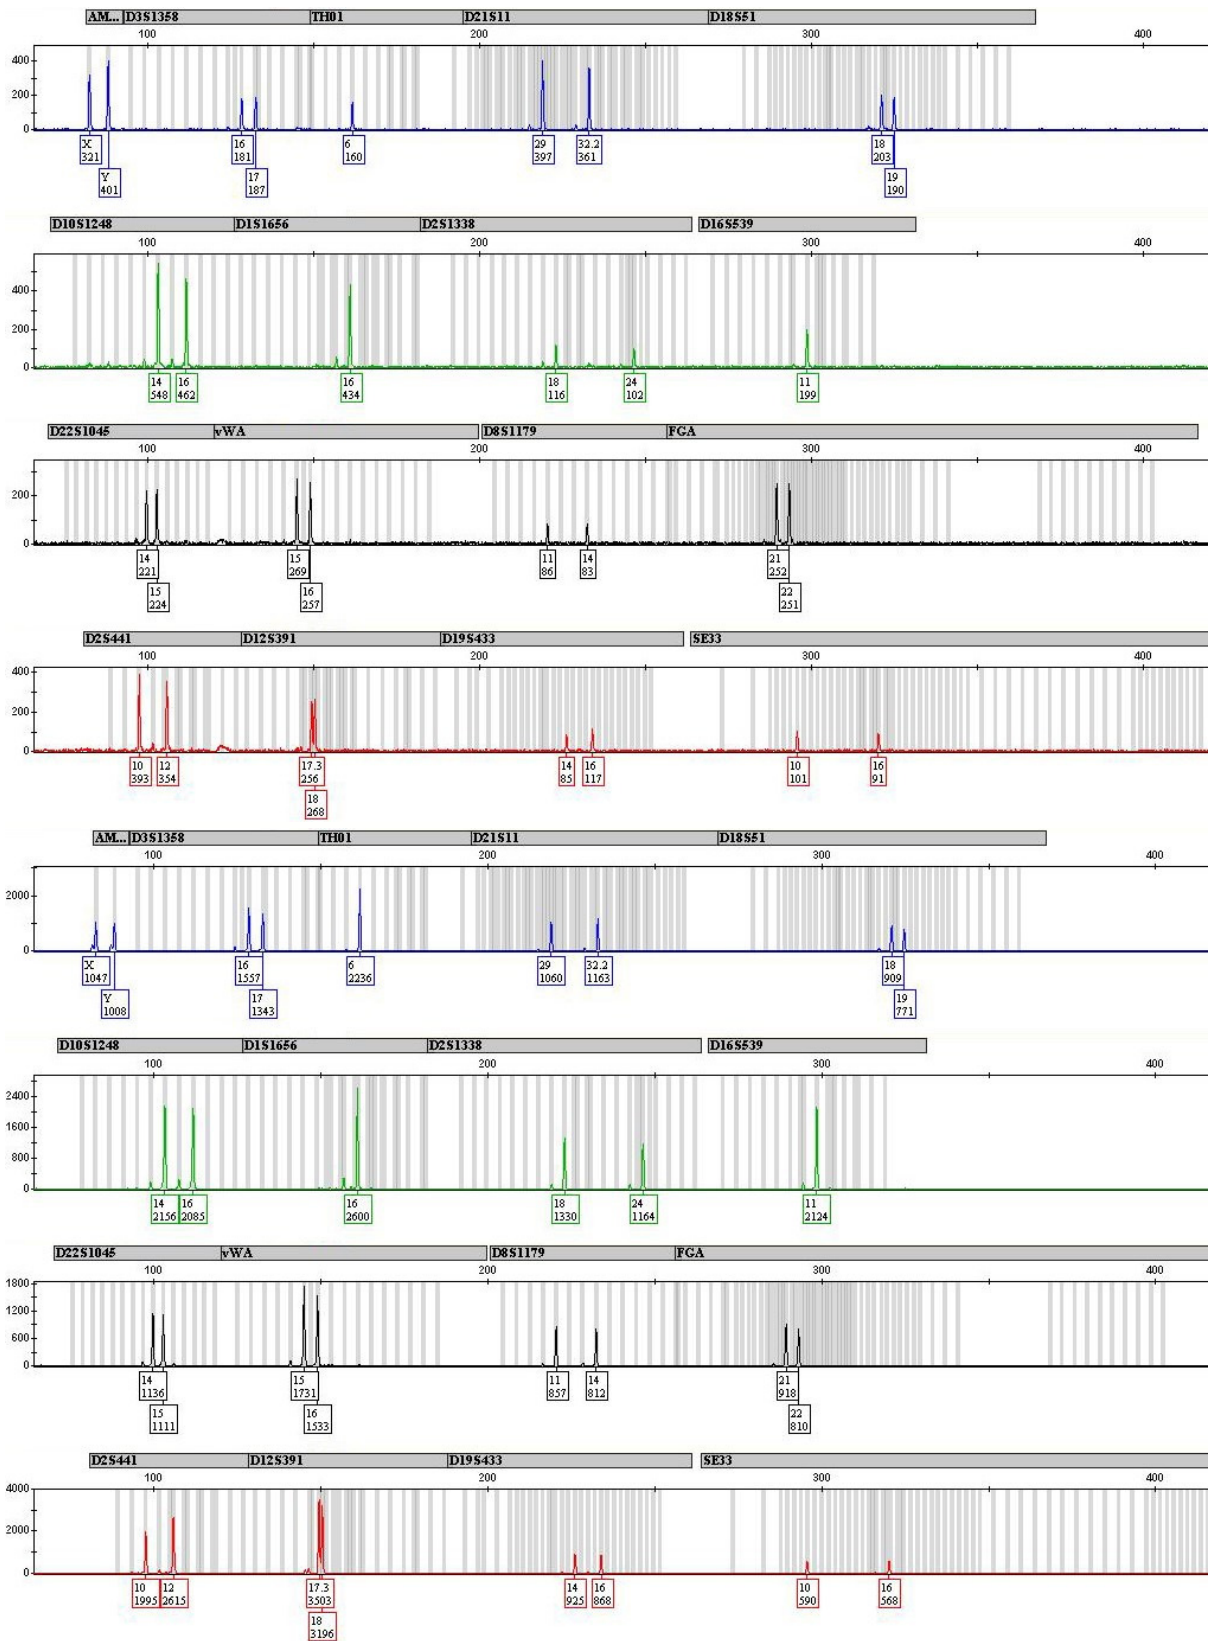 AM... D3S1358 TH01 D21S11 D18S51
100 200 300 400
400
200
0
X 16 6 29 32.2 18
321 181 160 397 361 203
Y 17 19
401 187 190
D10S1248 D1S1656 D2S1338 D16S539
100 200 300 400
400
200
0
14 16 16 18 24 11
548 462 434 116 102 199
D22S1045 vWA D8S1179 FGA
100 200 300 400
200
0
14 15 11 14 21
221 269 86 83 252
15 16 22
224 257 251
D2S441 D12S391 D19S433 SE33
100 200 300 400
400
200
0
10 12 17.3 14 16 10 16
393 354 256 85 117 101 91
18
268
AM... D3S1358 TH01 D21S11 D18S51
100 200 300 400
2000
0
X 16 6 29 32.2 18
1047 1557 2236 1060 1163 909
Y 17 19
1008 1343 771
D10S1248 D1S1656 D2S1338 D16S539
100 200 300 400
2400
1600
800
0
14 16 16 18 24 11
2156 2085 2600 1330 1164 2124
D22S1045 vWA D8S1179 FGA
100 200 300 400
1800
1200
600
0
14 15 11 14 21
1136 1731 857 812 918
15 16 22
1111 1533 810
D2S441 D12S391 D19S433 SE33
100 200 300 400
4000
2000
0
10 12 17.3 14 16 10 16
1995 2615 3503 925 868 590 568
18
3196